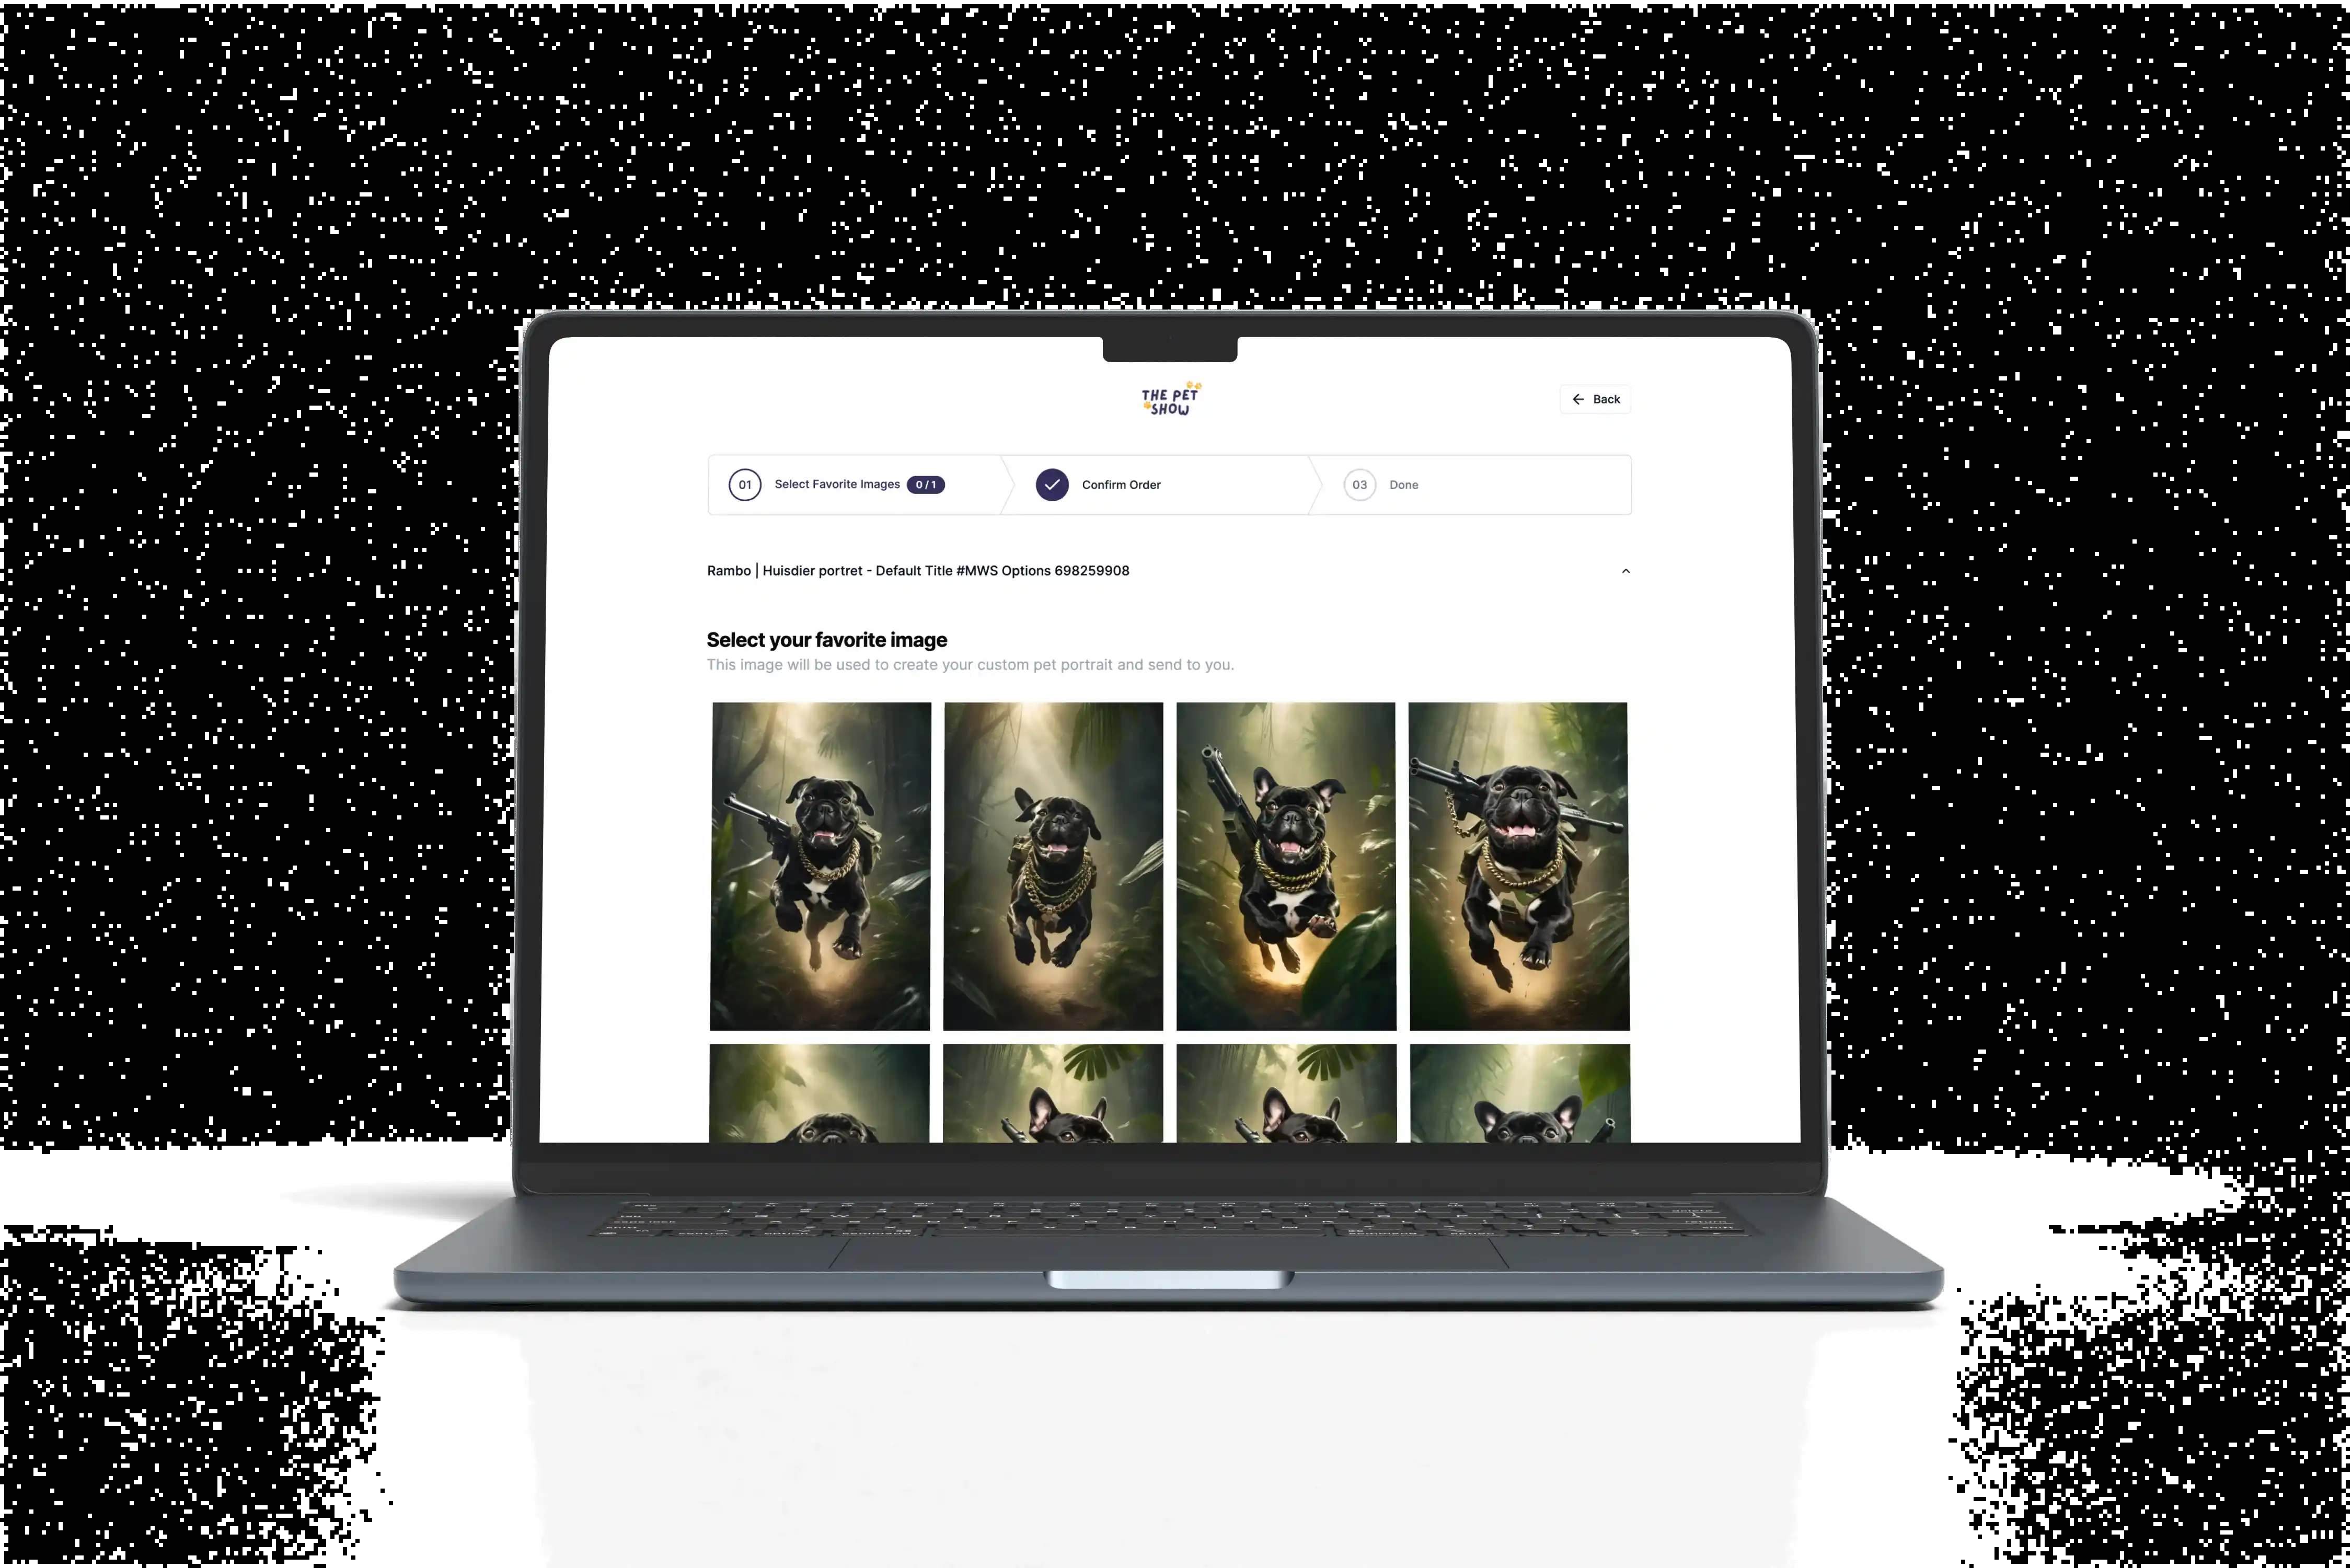 THE PET
SHOW
← Back
01 Select Favorite Images 0 / 1
Confirm Order
03 Done
Rambo | Huisdier portret - Default Title #MWS Options 698259908
Select your favorite image
This image will be used to create your custom pet portrait and send to you.